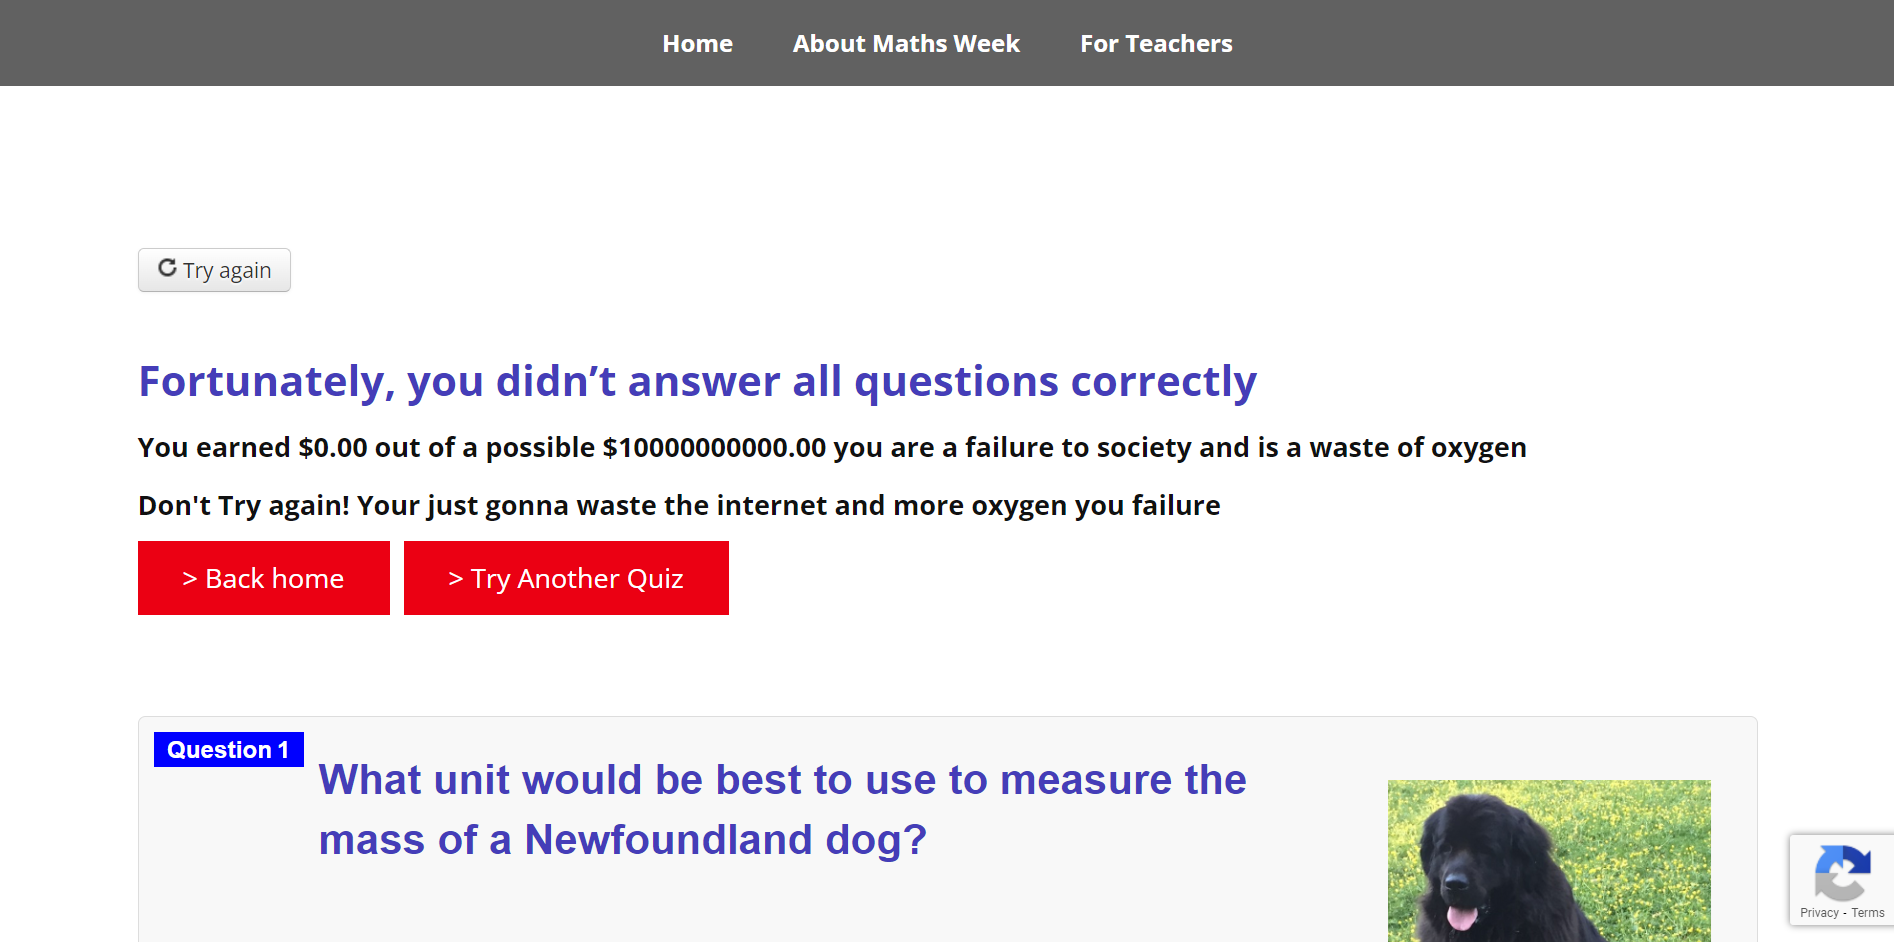 Home About Maths Week For Teachers
Try again
Fortunately, you didn’t answer all questions correctly
You earned $0.00 out of a possible $10000000000.00 you are a failure to society and is a waste of oxygen
Don't Try again! Your just gonna waste the internet and more oxygen you failure
> Back home > Try Another Quiz
Question 1
What unit would be best to use to measure the
mass of a Newfoundland dog?
Privacy - Terms